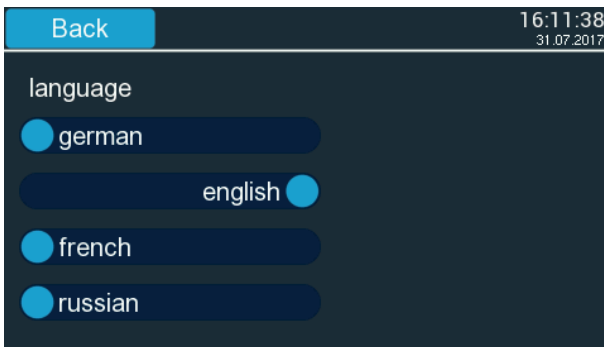 Back
16:11:38
31.07.2017
language
german
english
french
russian